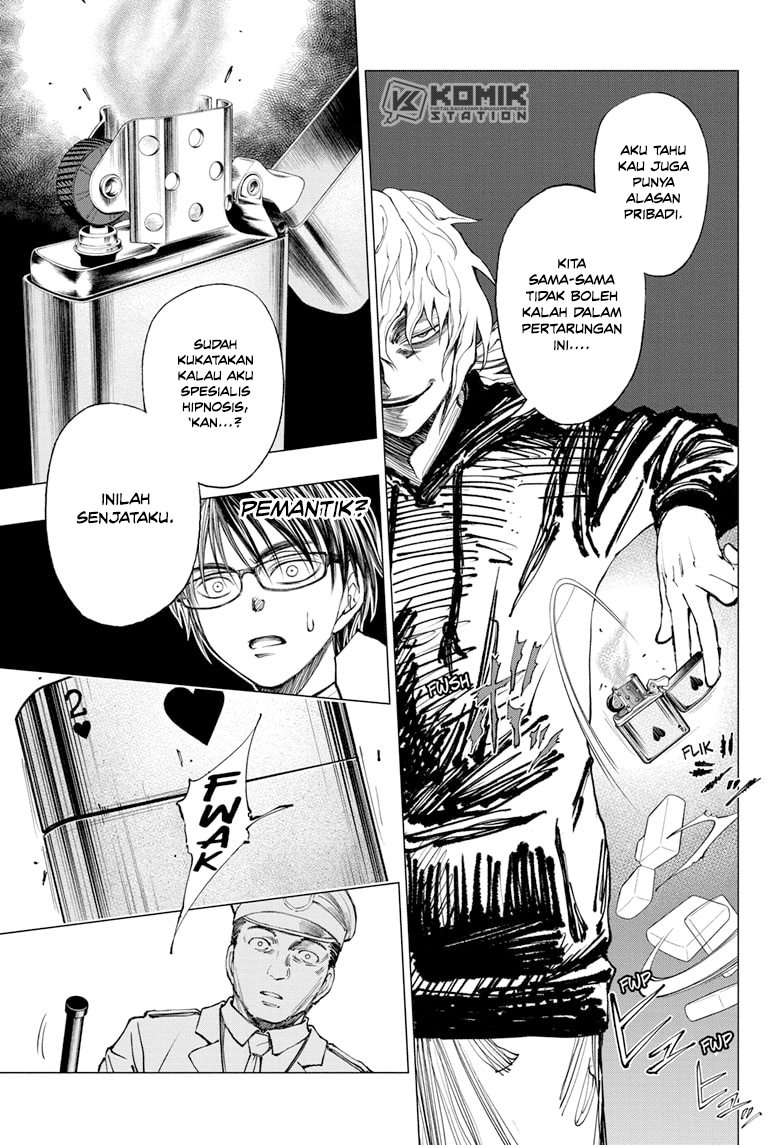 KOMIK
STATION
AKU TAHU
KAU JUGA
PUNYA
ALASAN
PRIBADI.
KITA
SAMA-SAMA
TIDAK BOLEH
KALAH DALAM
PERTARUNGAN
INI....
FWSH
FLIK
FWP
FWP
SUDAH
KUKATAKAN
KALAU AKU
SPESIALIS
HIPNOSIS,
'KAN...?
INILAH
SENJATAKU.
PEMANTIK?
2
FWAK